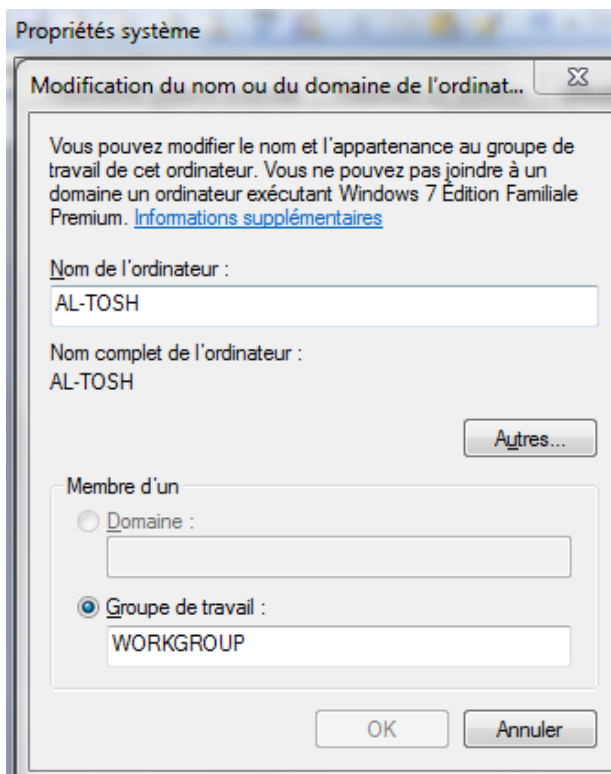 Propriétés système
Modification du nom ou du domaine de l'ordinat...
Vous pouvez modifier le nom et l'appartenance au groupe de
travail de cet ordinateur. Vous ne pouvez pas joindre à un
domaine un ordinateur exécutant Windows 7 Édition Familiale
Premium. Informations supplémentaires
Nom de l'ordinateur :
AL-TOSH
Nom complet de l'ordinateur :
AL-TOSH
Autres...
Membre d'un
Domaine :
Groupe de travail :
WORKGROUP
OK Annuler